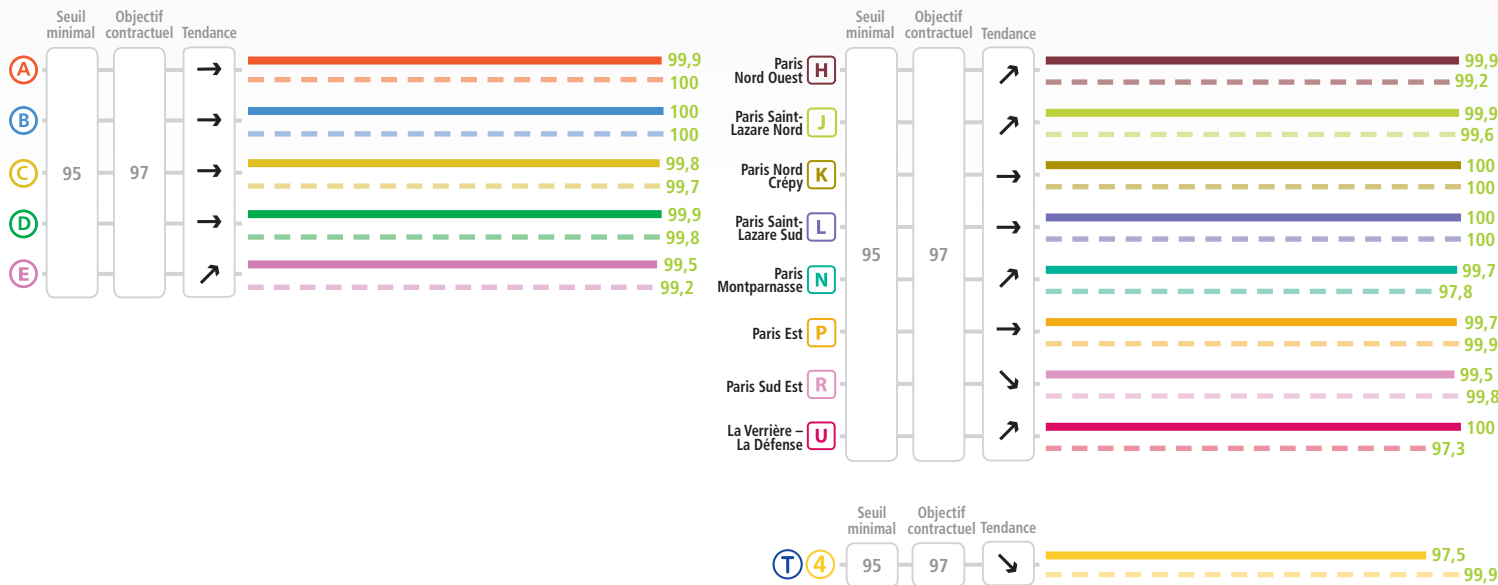 Seuil minimal
Objectif contractuel
Tendance
95
97
A
99,9
100
B
100
100
C
99,8
99,7
D
99,9
99,8
E
99,5
99,2
Seuil minimal
Objectif contractuel
Tendance
95
97
Paris
Nord Ouest
H
99,9
99,2
Paris Saint-
Lazare Nord
J
99,9
99,6
Paris Nord
Crépy
K
100
100
Paris Saint-
Lazare Sud
L
100
100
Paris
Montparnasse
N
99,7
97,8
Paris Est
P
99,7
99,9
Paris Sud Est
R
99,5
99,8
La Verrière –
La Défense
U
100
97,3
Seuil minimal
Objectif contractuel
Tendance
T 4
95
97
97,5
99,9